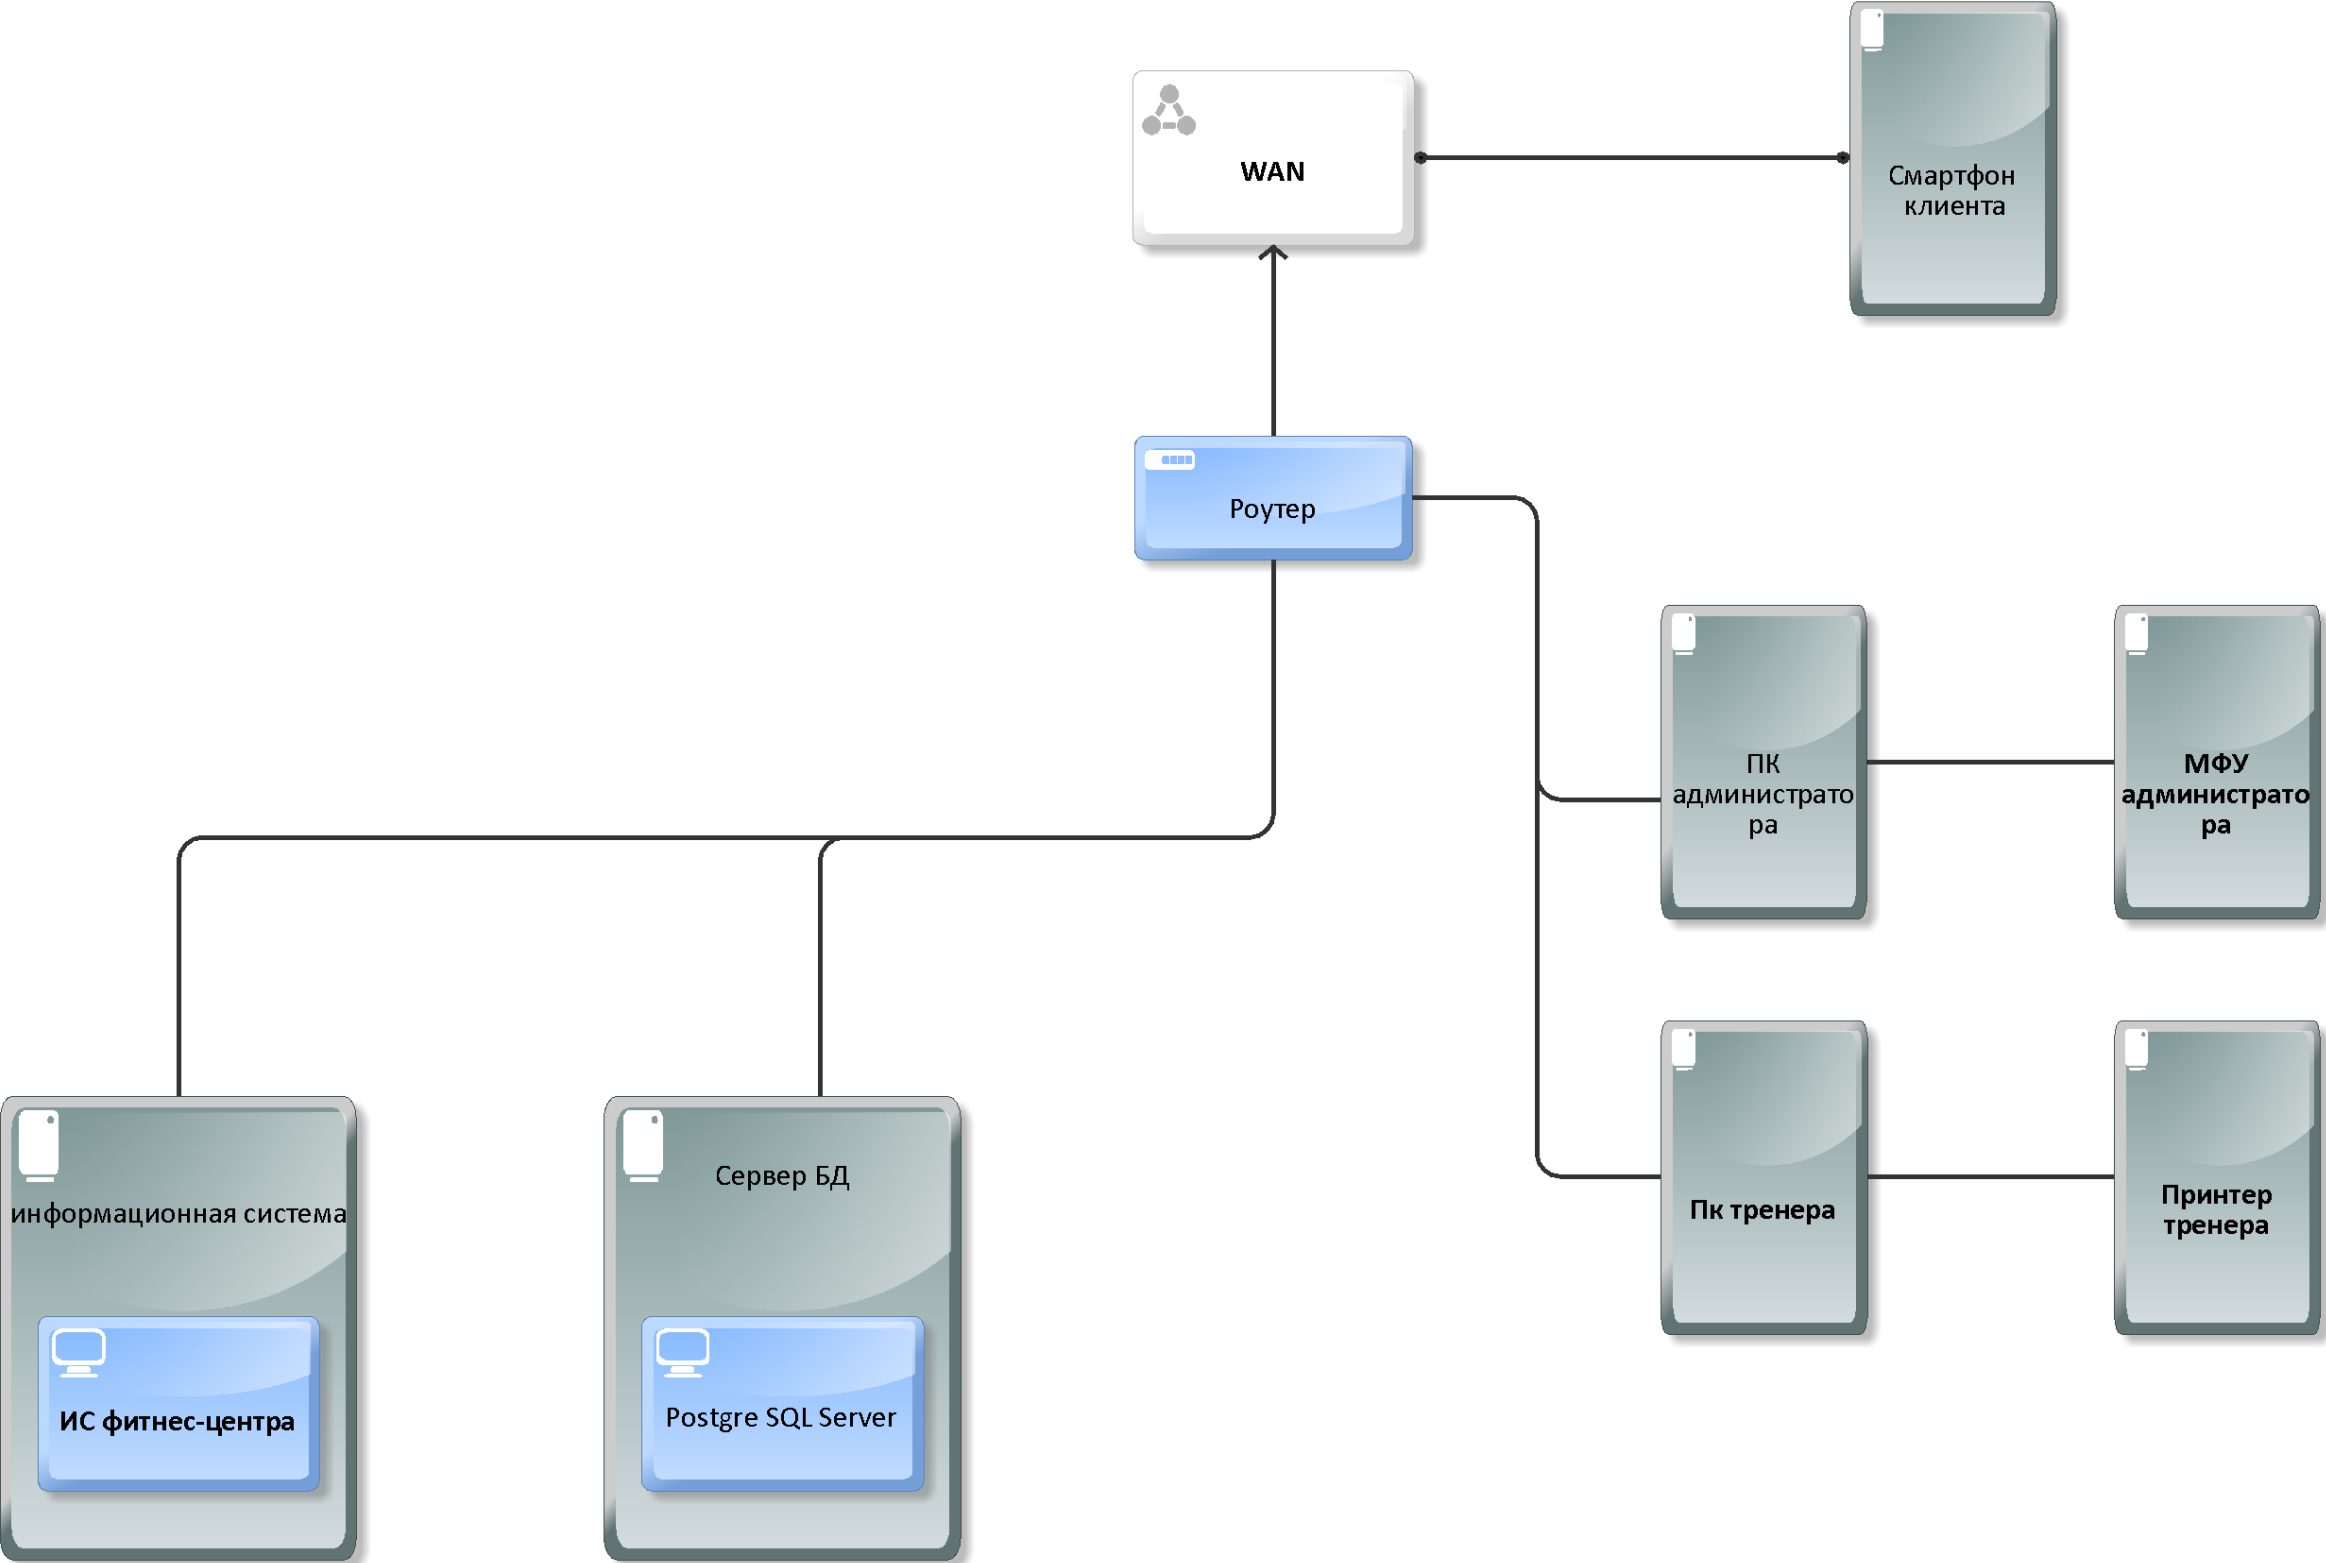 WAN
Смартфон
клиента
Роутер
ПК
администрато
ра
МФУ
администрато
ра
Сервер БД
информационная система
Пк тренера
Принтер
тренера
ИС фитнес-центра
Postgre SQL Server